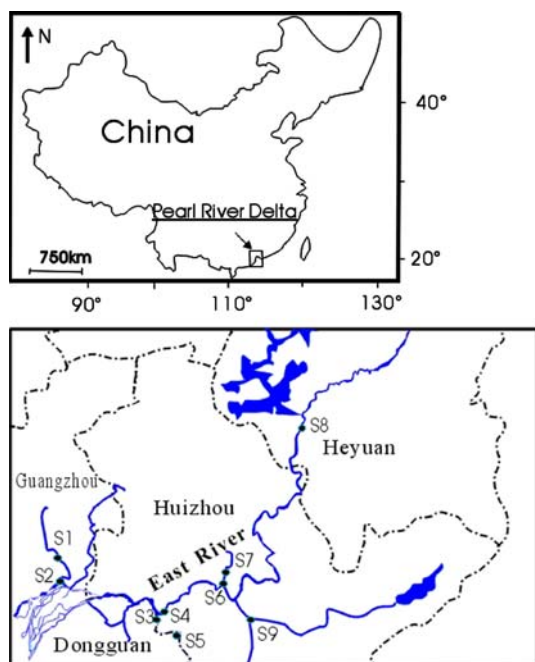 N
China
Pearl River Delta
750km
40°
20°
90°
110°
130°
S8
Heyuan
Guangzhou
Huizhou
S1
East River
S7
S2
S6
S3
S4
S9
Dongguan
S5